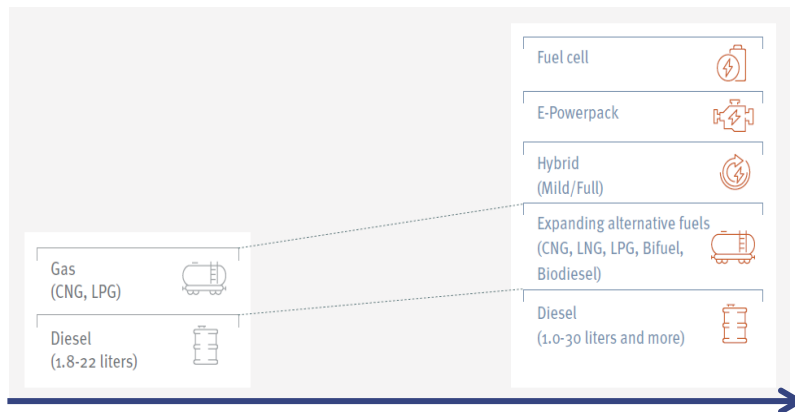 Gas
(CNG, LPG)
Diesel
(1.8-22 liters)
Fuel cell
E-Powerpack
Hybrid
(Mild/Full)
Expanding alternative fuels
(CNG, LNG, LPG, Bifuel,
Biodiesel)
Diesel
(1.0-30 liters and more)